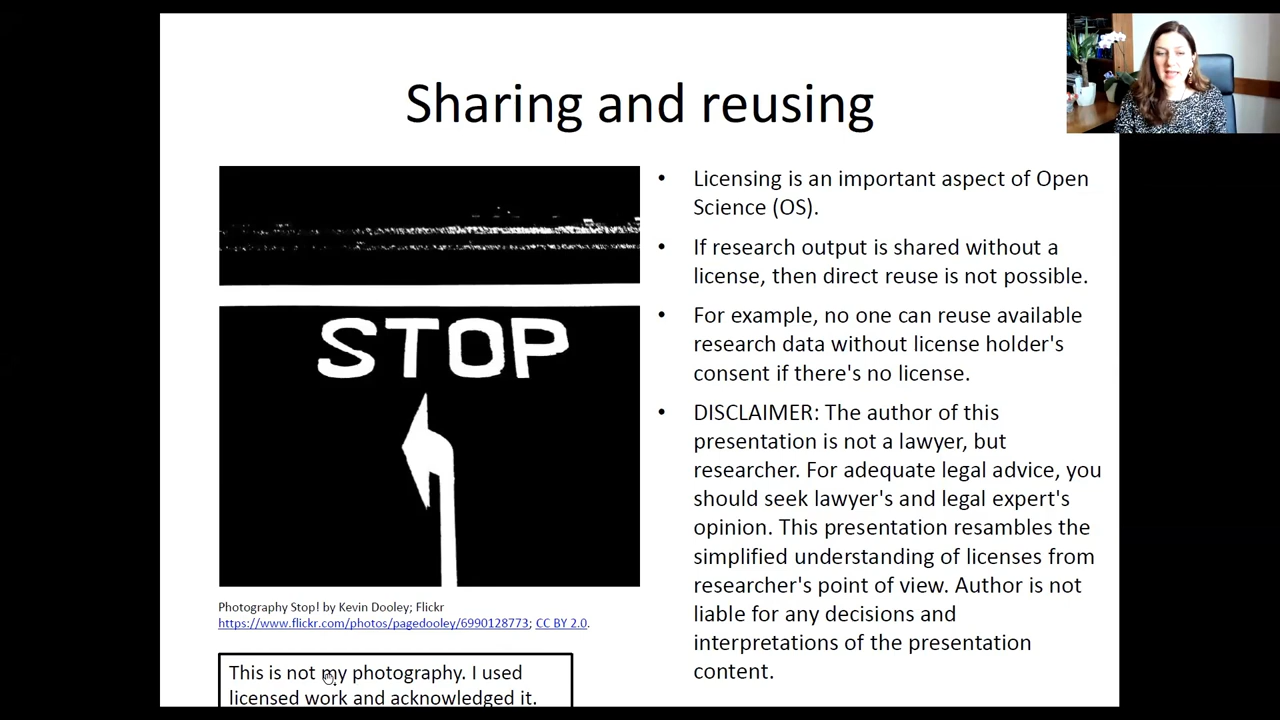 Sharing and reusing
STOP
Photography Stop! by Kevin Dooley; Flickr
https://www.flickr.com/photos/pagedooley/6990128773; CC BY 2.0.
This is not my photography. I used
licensed work and acknowledged it.
• Licensing is an important aspect of Open
Science (OS).
• If research output is shared without a
license, then direct reuse is not possible.
• For example, no one can reuse available
research data without license holder's
consent if there's no license.
• DISCLAIMER: The author of this
presentation is not a lawyer, but
researcher. For adequate legal advice, you
should seek lawyer's and legal expert's
opinion. This presentation resambles the
simplified understanding of licenses from
researcher's point of view. Author is not
liable for any decisions and
interpretations of the presentation
content.